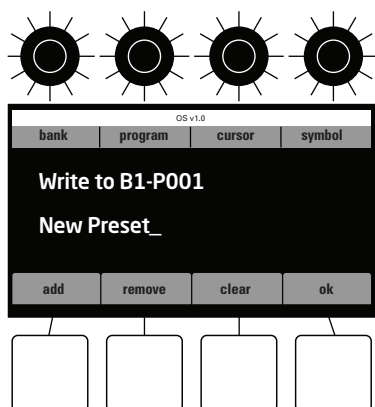 OS v1.0
bank program cursor symbol
Write to B1-P001
New Preset_
add remove clear ok